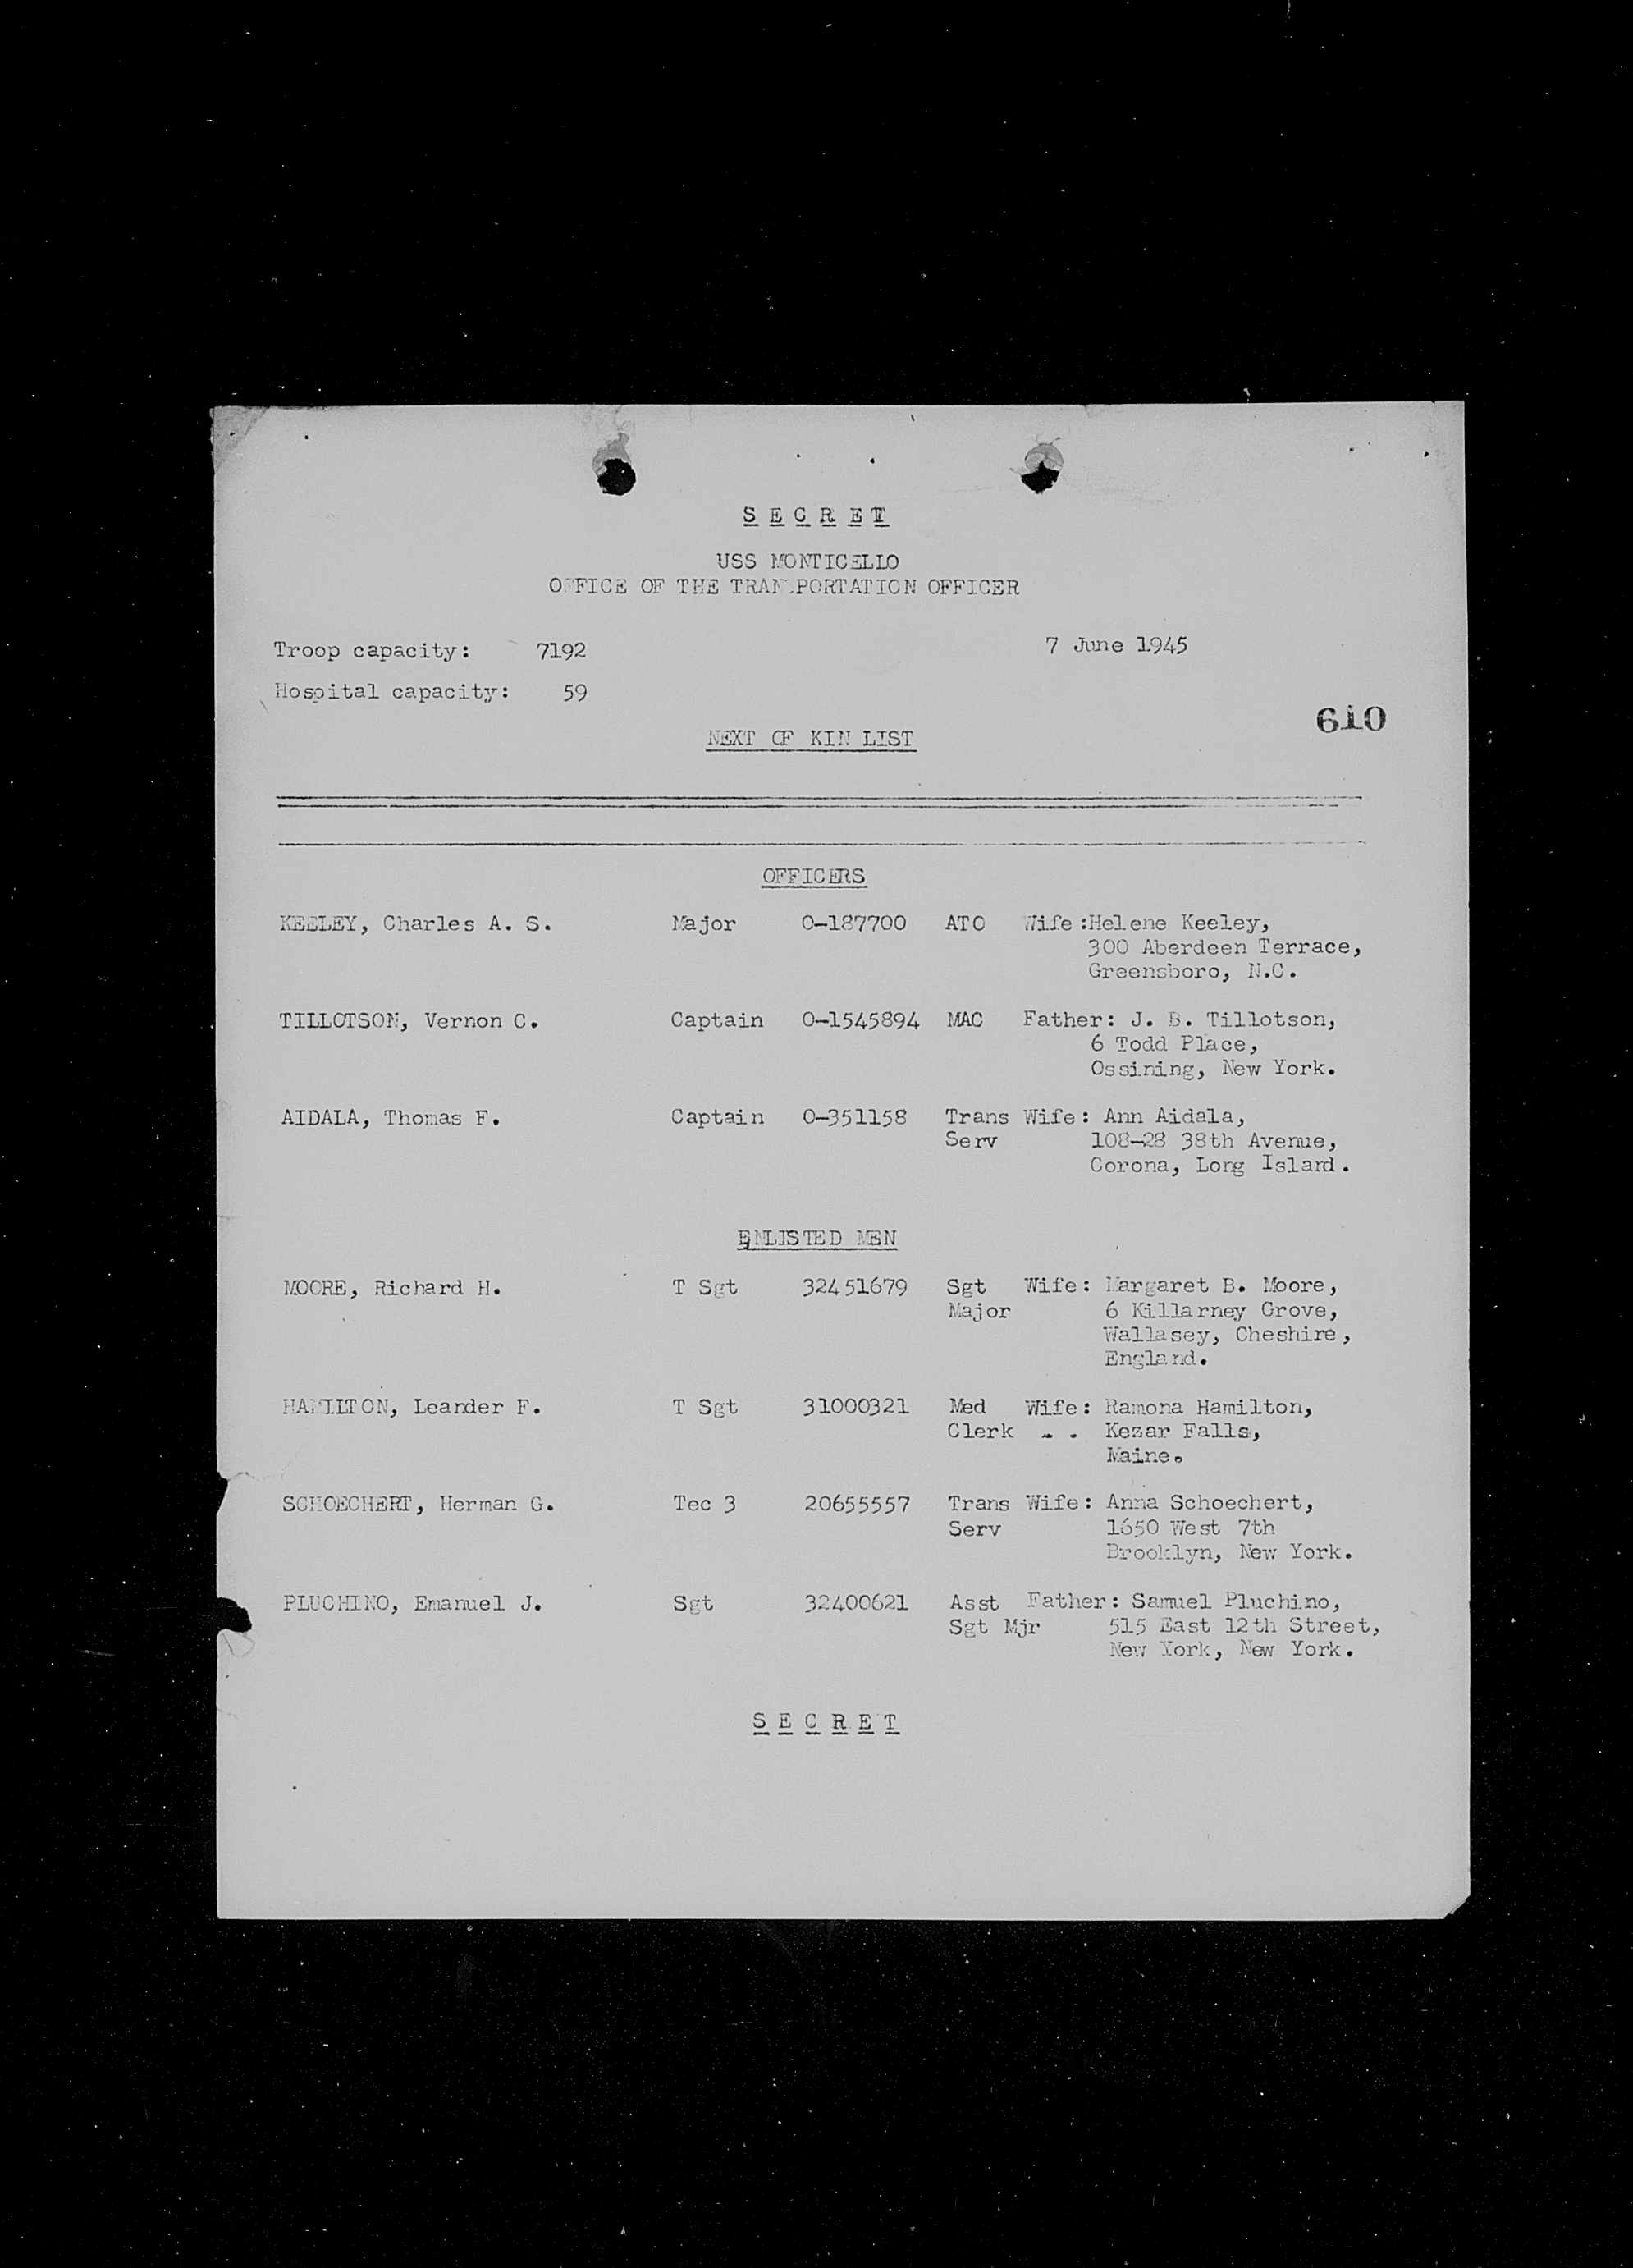 SECRET
USS MONTICELLO
OFFICE OF THE TRANSPORTATION OFFICER
Troop capacity: 7192 7 June 1945
Hospital capacity: 59
610
NEXT OF KIN LIST
OFFICERS
KEELEY, Charles A. S. Major O-187700 ATO Wife:Helene Keeley,
300 Aberdeen Terrace,
Greensboro, N.C.
TILLOTSON, Vernon C. Captain O-1545894 MAC Father: J. B. Tillotson,
6 Todd Place,
Ossining, New York.
AIDALA, Thomas F. Captain O-351158 Trans Wife: Ann Aidala,
Serv 108-28 38th Avenue,
Corona, Long Island.
ENLISTED MEN
MOORE, Richard H. T Sgt 32451679 Sgt Wife: Margaret B. Moore,
Major 6 Killarney Grove,
Wallasey, Cheshire,
England.
HAMILTON, Leander F. T Sgt 31000321 Med Wife: Ramona Hamilton,
Clerk Kezar Falls,
Maine.
SCHOECHERT, Herman G. Tec 3 20655557 Trans Wife: Anna Schoechert,
Serv 1650 West 7th
Brooklyn, New York.
PLUCHINO, Emanuel J. Sgt 32400621 Asst Father: Samuel Pluchino,
Sgt Mjr 515 East 12th Street,
New York, New York.
SECRET